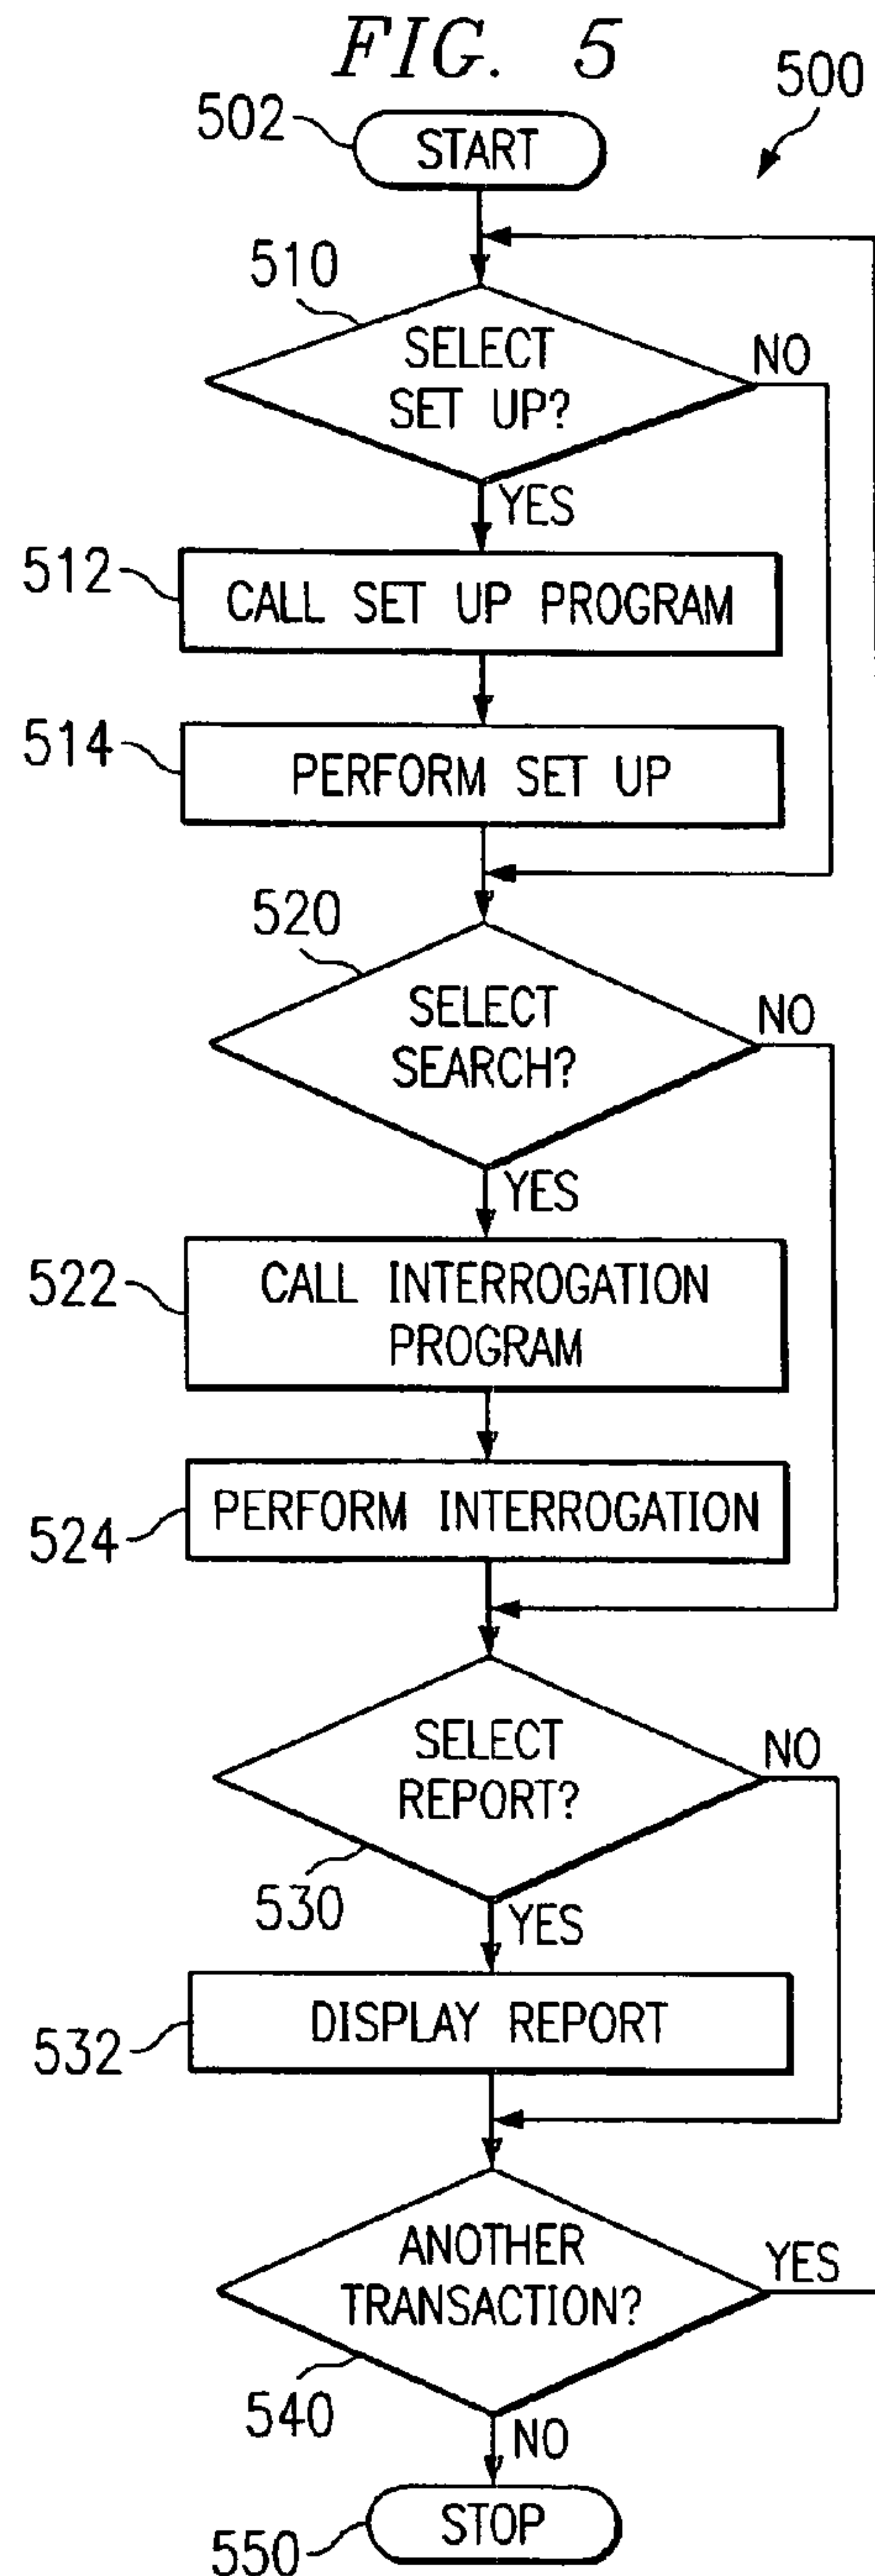 FIG. 5
500
502
START
510
SELECT
SET UP?
NO
YES
512
CALL SET UP PROGRAM
514
PERFORM SET UP
520
SELECT
SEARCH?
NO
YES
522
CALL INTERROGATION
PROGRAM
524
PERFORM INTERROGATION
SELECT
REPORT?
NO
530
YES
532
DISPLAY REPORT
ANOTHER
TRANSACTION?
YES
540
NO
550
STOP